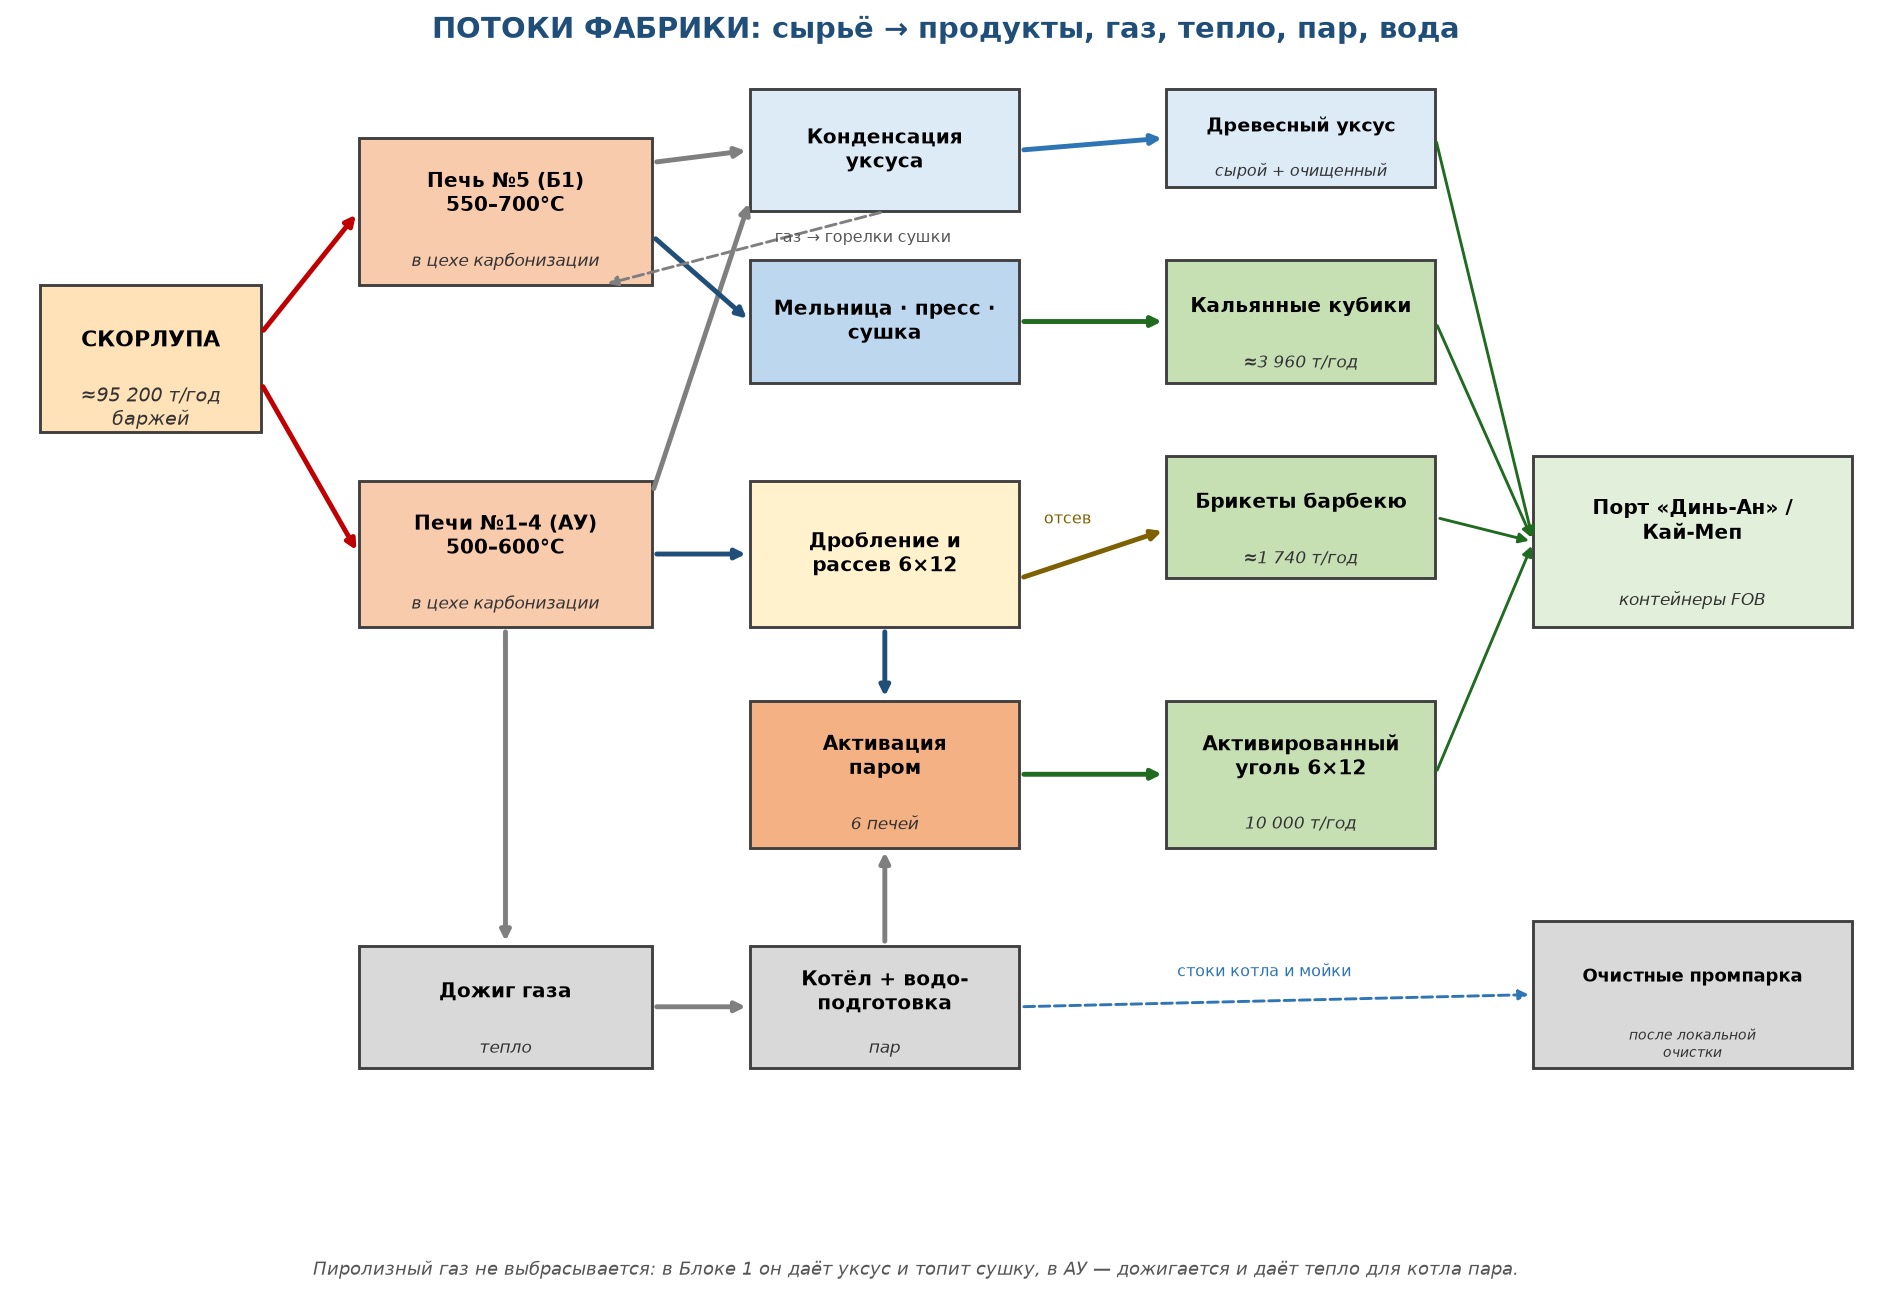 ПОТОКИ ФАБРИКИ: сырьё → продукты, газ, тепло, пар, вода
СКОРЛУПА
≈95 200 т/год
баржей
Печь №5 (Б1)
550–700°C
в цехе карбонизации
Печи №1–4 (АУ)
500–600°C
в цехе карбонизации
Дожиг газа
тепло
Конденсация
уксуса
газ → горелки сушки
Мельница · пресс ·
сушка
Дробление и
рассев 6×12
отсев
Активация
паром
6 печей
Котёл + водо-
подготовка
пар
стоки котла и мойки
Древесный уксус
сырой + очищенный
Кальянные кубики
≈3 960 т/год
Брикеты барбекю
≈1 740 т/год
Активированный
уголь 6×12
10 000 т/год
Порт «Динь-Ан» /
Кай-Меп
контейнеры FOB
Очистные промпарка
после локальной
очистки
Пиролизный газ не выбрасывается: в Блоке 1 он даёт уксус и топит сушку, в АУ — дожигается и даёт тепло для котла пара.